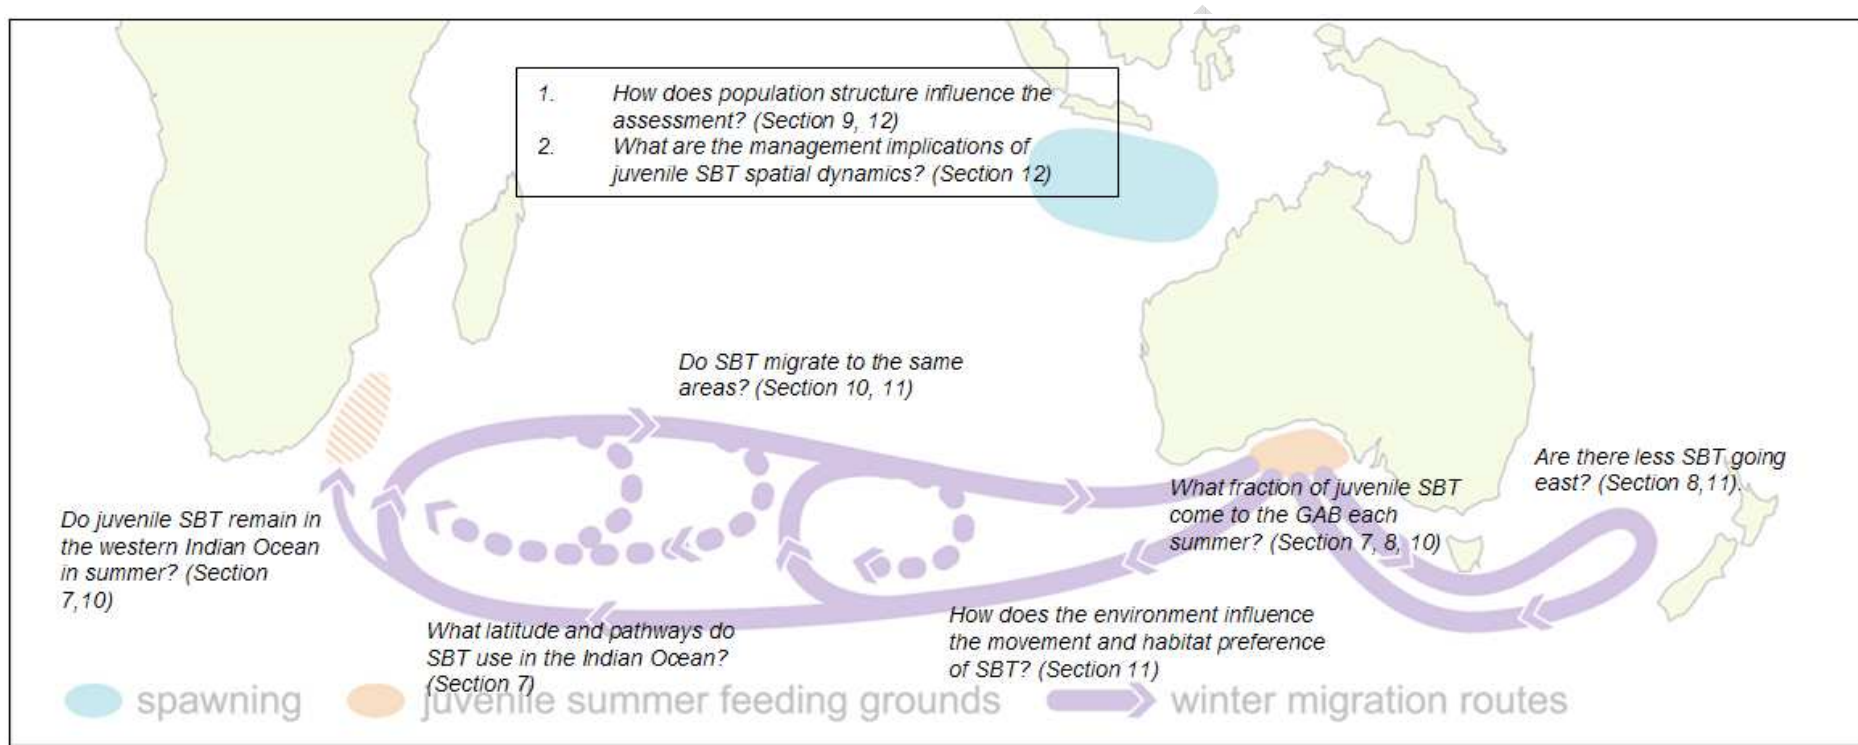 1. How does population structure influence the
assessment? (Section 9, 12)
2. What are the management implications of
juvenile SBT spatial dynamics? (Section 12)
Do SBT migrate to the same
areas? (Section 10, 11)
Are there less SBT going
east? (Section 8,11).
What fraction of juvenile SBT
come to the GAB each
summer? (Section 7, 8, 10)
Do juvenile SBT remain in
the western Indian Ocean
in summer? (Section
7,10)
How does the environment influence
the movement and habitat preference
of SBT? (Section 11)
What latitude and pathways do
SBT use in the Indian Ocean?
(Section 7)
spawning
juvenile summer feeding grounds
winter migration routes